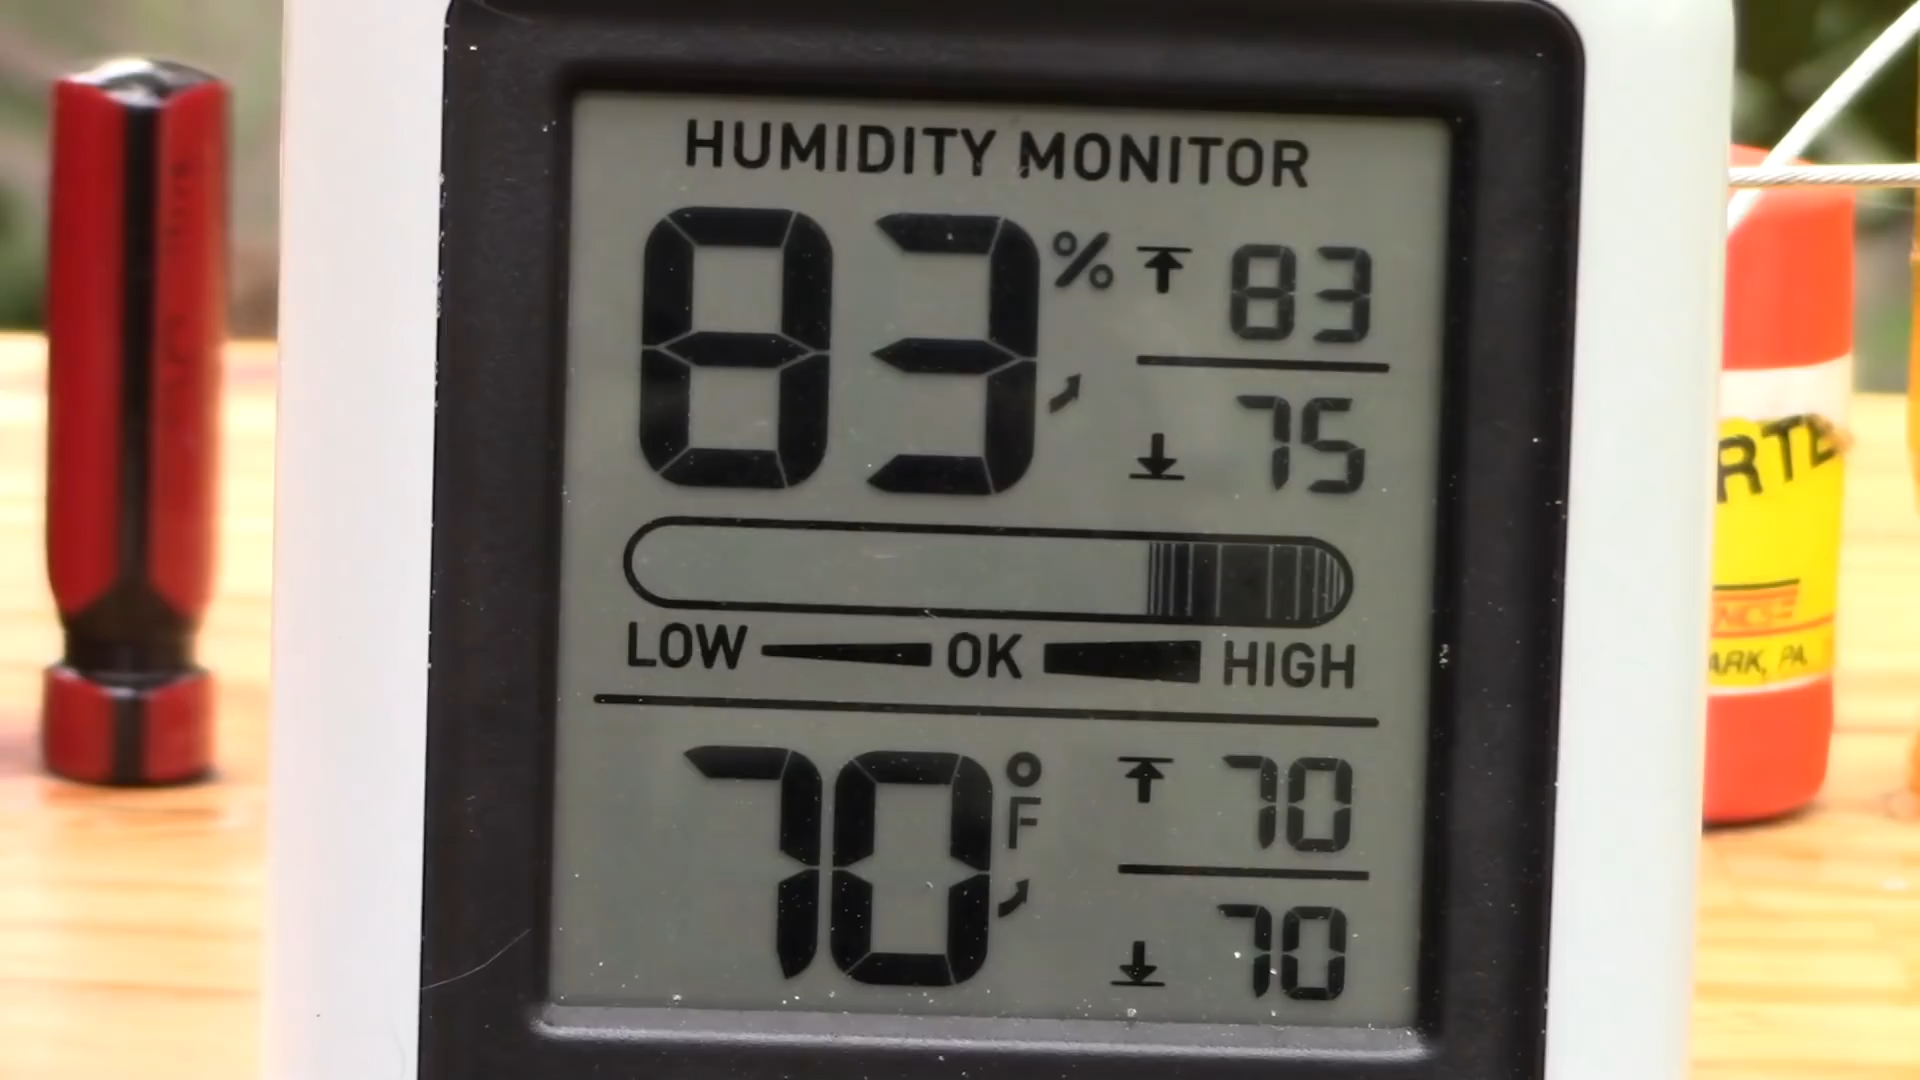 HUMIDITY MONITOR
83 % 83
75
LOW OK HIGH
70 °F 70
70
RTE
ARK, PA.